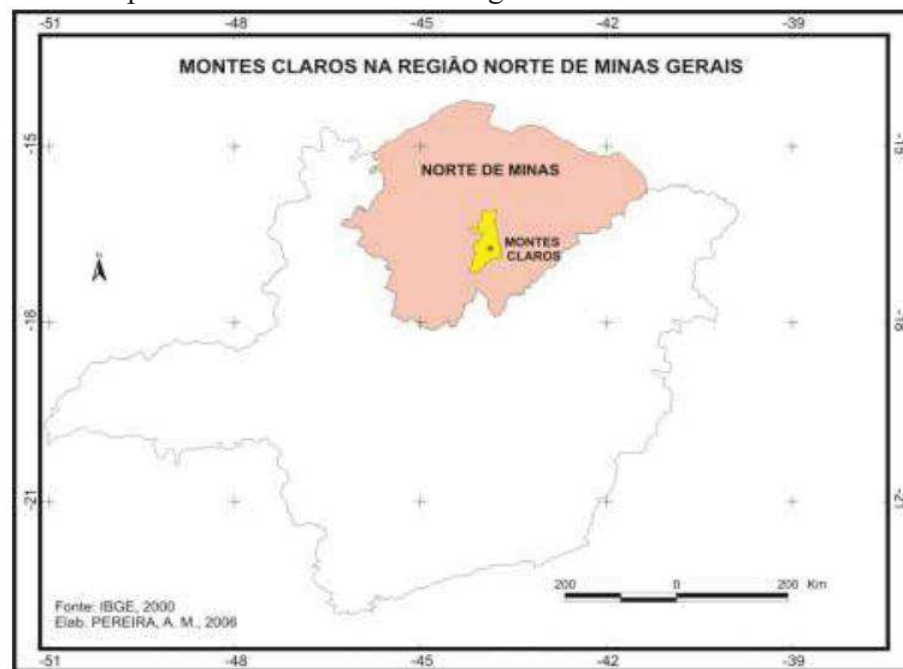 -51 -48 -45 -42 -39
MONTES CLAROS NA REGIÃO NORTE DE MINAS GERAIS
-15 -15
NORTE DE MINAS
MONTES
CLAROS
N
-18 -18
-21 -21
200 0 200 Km
Fonte: IBGE, 2000
Elab. PEREIRA, A. M., 2006
-51 -48 -45 -42 -39